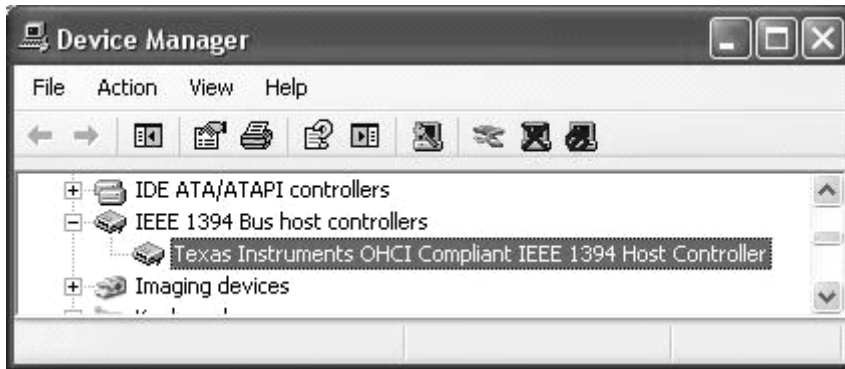 Device Manager
File Action View Help
IDE ATA/ATAPI controllers
IEEE 1394 Bus host controllers
Texas Instruments OHCI Compliant IEEE 1394 Host Controller
Imaging devices